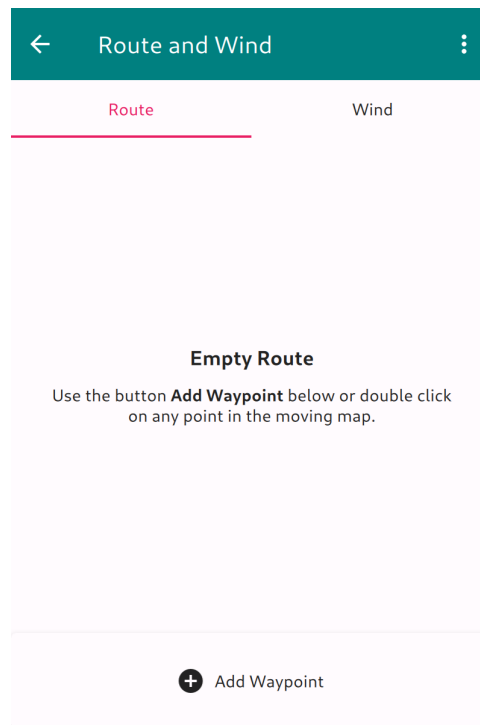 Route and Wind
Route
Wind
Empty Route
Use the button Add Waypoint below or double click
on any point in the moving map.
Add Waypoint